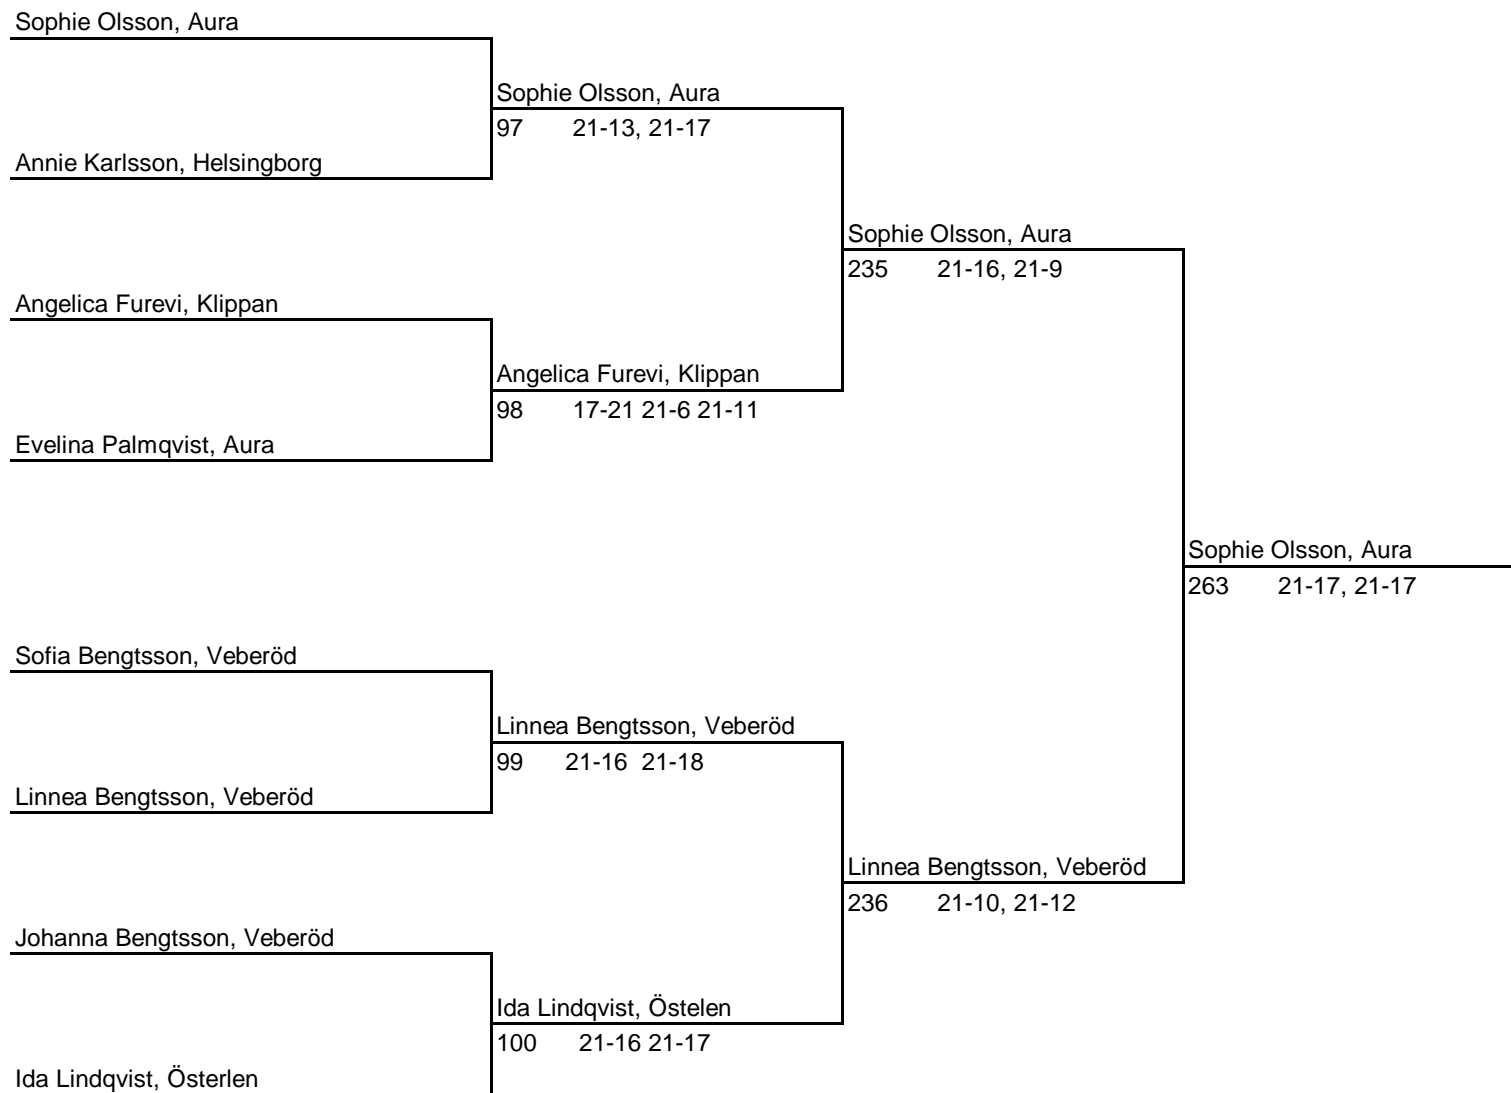 Sophie Olsson, Aura
Sophie Olsson, Aura
97 21-13, 21-17
Annie Karlsson, Helsingborg
Sophie Olsson, Aura
235 21-16, 21-9
Angelica Furevi, Klippan
Angelica Furevi, Klippan
98 17-21 21-6 21-11
Evelina Palmqvist, Aura
Sophie Olsson, Aura
263 21-17, 21-17
Sofia Bengtsson, Veberöd
Linnea Bengtsson, Veberöd
99 21-16 21-18
Linnea Bengtsson, Veberöd
Linnea Bengtsson, Veberöd
236 21-10, 21-12
Johanna Bengtsson, Veberöd
Ida Lindqvist, Östelen
100 21-16 21-17
Ida Lindqvist, Österlen